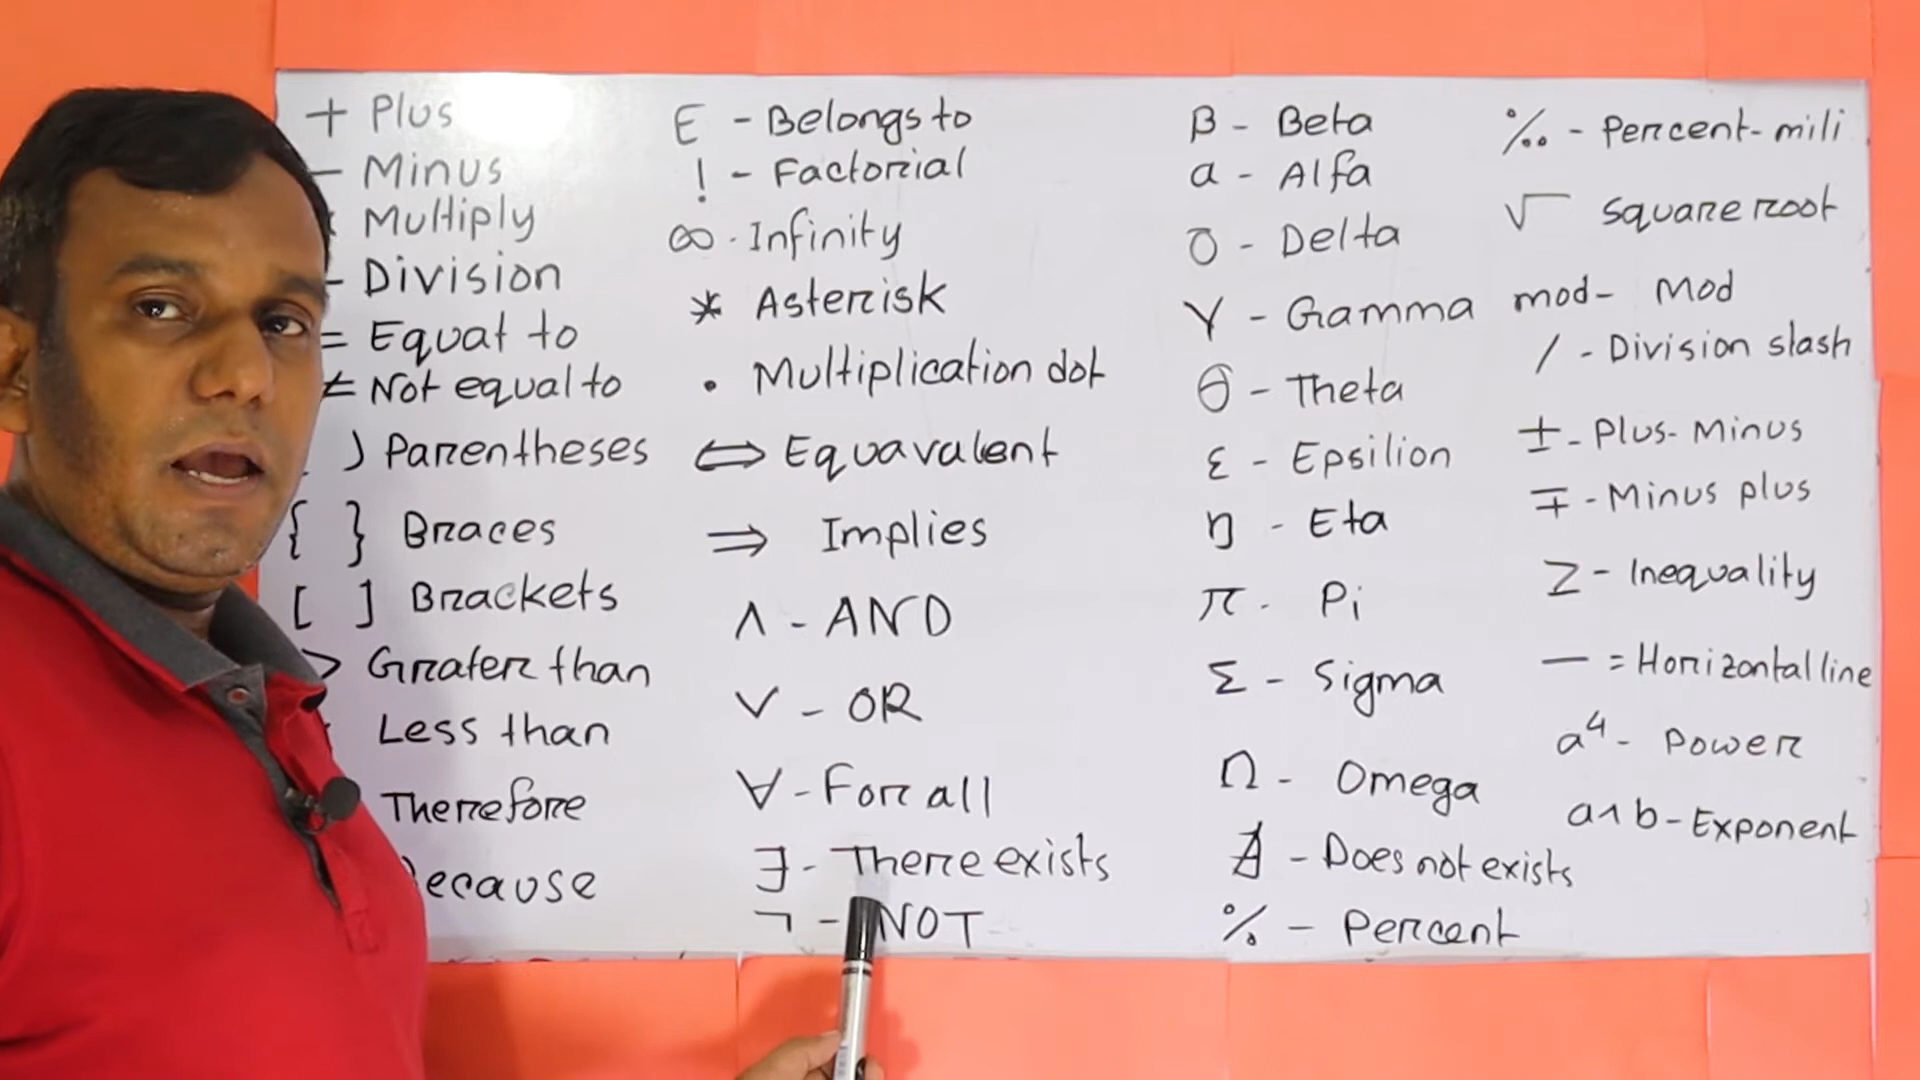 + Plus
− Minus
Multiply
Division
= Equat to
≠ Not equal to
) Parentheses
{ } Braces
[ ] Brackets
> Grater than
Less than
Therefore
ecause
E - Belongs to
! - Factorial
∞ - Infinity
* Asterisk
• Multiplication dot
⇔ Equavalent
⇒ Implies
∧ - AND
∨ - OR
∀ - For all
∃ - There exists
¬ - NOT
β - Beta
a - Alfa
δ - Delta
γ - Gamma
θ - Theta
ε - Epsilion
η - Eta
π - Pi
Σ - Sigma
Ω - Omega
∄ - Does not exists
% - Percent
‰ - Percent-mili
√ Square root
mod - Mod
/ - Division slash
± - Plus-Minus
∓ - Minus plus
≥ - Inequality
— = Horizontal line
a⁴ - Power
a^b - Exponent